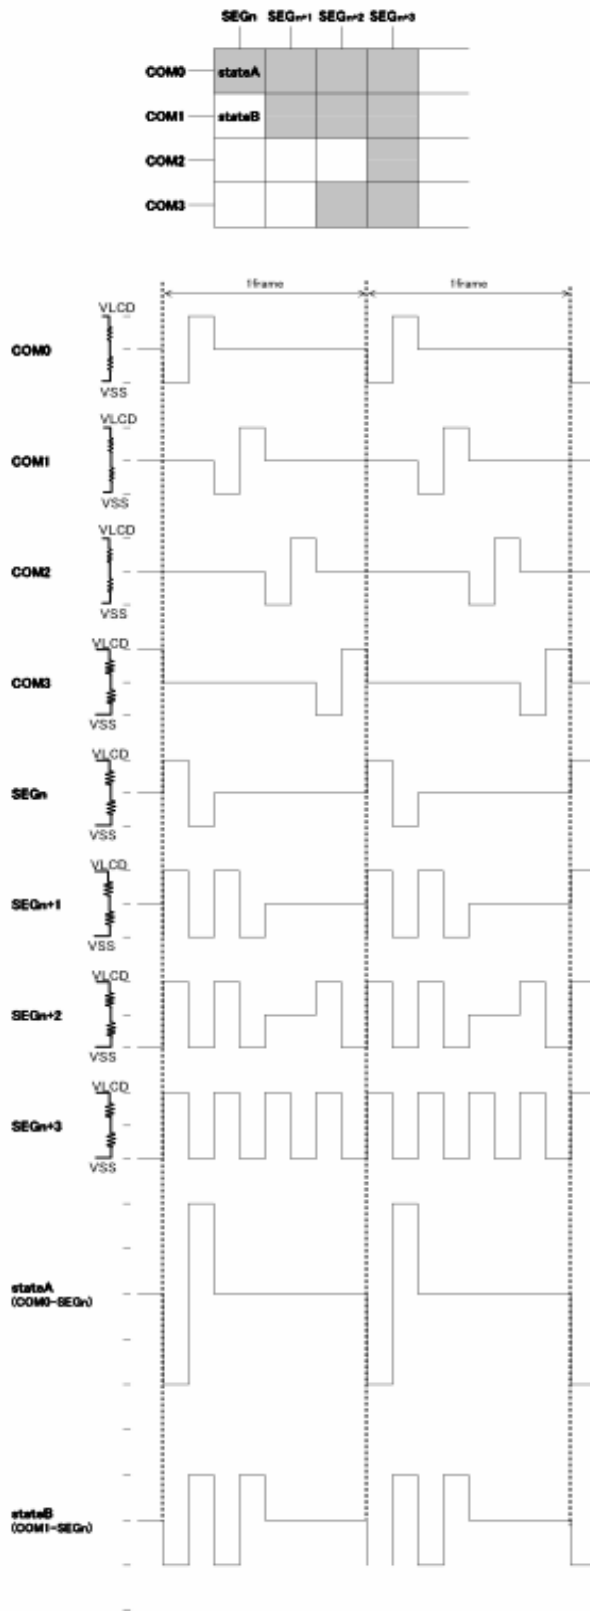 SEGn SEGn+1 SEGn+2 SEGn+3
COM0 stateA
COM1 stateB
COM2
COM3
1frame 1frame
VLCD
COM0
VSS
VLCD
COM1
VSS
VLCD
COM2
VSS
VLCD
COM3
VSS
VLCD
SEGn
VSS
VLCD
SEGn+1
VSS
VLCD
SEGn+2
VSS
VLCD
SEGn+3
VSS
stateA
(COM0-SEGn)
stateB
(COM1-SEGn)